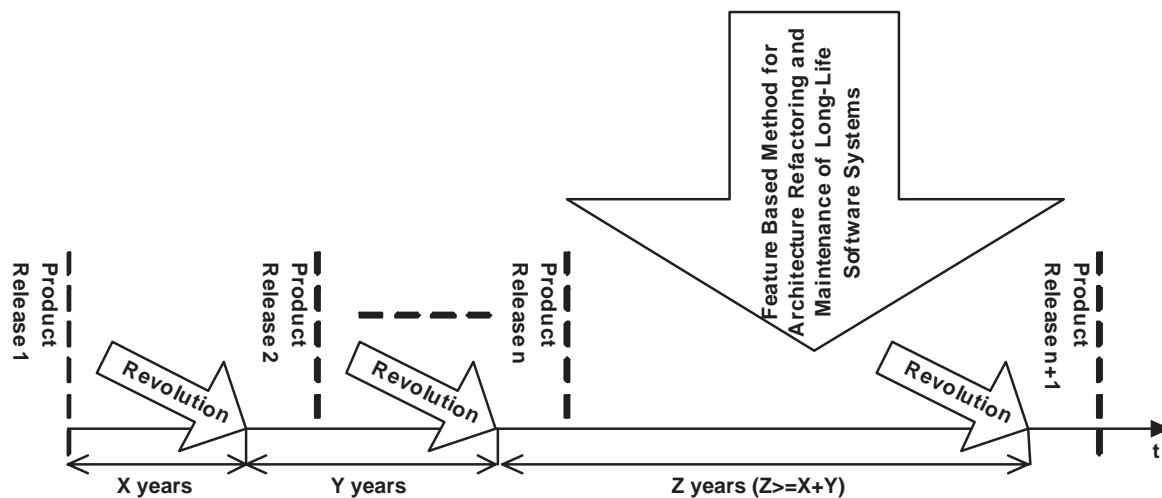 Feature Based Method for
Architecture Refactoring and
Maintenance of Long-Life
Software Systems
Product
Release 1
Product
Release 2
Product
Release n
Product
Release n+1
Revolution
Revolution
Revolution
t
X years
Y years
Z years (Z>=X+Y)